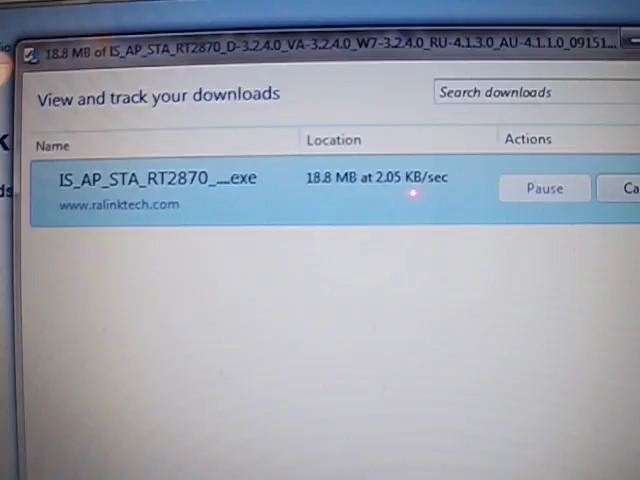 18.8 MB of IS_AP_STA_RT2870_D-3.2.4.0_VA-3.2.4.0_W7-3.2.4.0_RU-4.1.3.0_AU-4.1.1.0_09151...
View and track your downloads
Search downloads
Name Location Actions
IS_AP_STA_RT2870_....exe 18.8 MB at 2.05 KB/sec Pause Ca
www.ralinktech.com